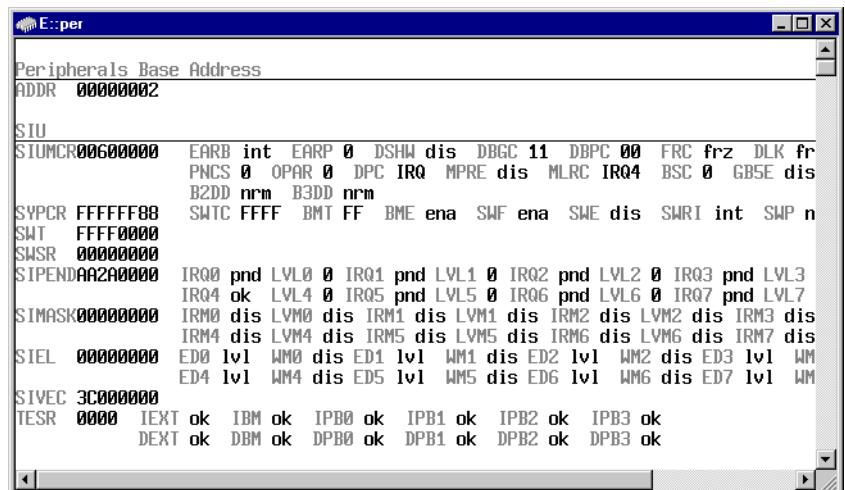 E::per
Peripherals Base Address
ADDR 00000002
SIU
SIUMCR00600000 EARB int EARP 0 DSHW dis DBGC 11 DBPC 00 FRC frz DLK fr
PNCS 0 OPAR 0 DPC IRQ MPRE dis MLRC IRQ4 BSC 0 GB5E dis
B2DD nrm B3DD nrm
SYPCR FFFFFF88 SWTC FFFF BMT FF BME ena SWF ena SWE dis SWRI int SWP n
SWT FFFF0000
SWSR 00000000
SIPENDAA2A0000 IRQ0 pnd LVL0 0 IRQ1 pnd LVL1 0 IRQ2 pnd LVL2 0 IRQ3 pnd LVL3
IRQ4 ok LVL4 0 IRQ5 pnd LVL5 0 IRQ6 pnd LVL6 0 IRQ7 pnd LVL7
SIMASK00000000 IRM0 dis LVM0 dis IRM1 dis LVM1 dis IRM2 dis LVM2 dis IRM3 dis
IRM4 dis LVM4 dis IRM5 dis LVM5 dis IRM6 dis LVM6 dis IRM7 dis
SIEL 00000000 ED0 lvl WM0 dis ED1 lvl WM1 dis ED2 lvl WM2 dis ED3 lvl WM
ED4 lvl WM4 dis ED5 lvl WM5 dis ED6 lvl WM6 dis ED7 lvl WM
SIVEC 3C000000
TESR 0000 IEXT ok IBM ok IPB0 ok IPB1 ok IPB2 ok IPB3 ok
DEXT ok DBM ok DPB0 ok DPB1 ok DPB2 ok DPB3 ok